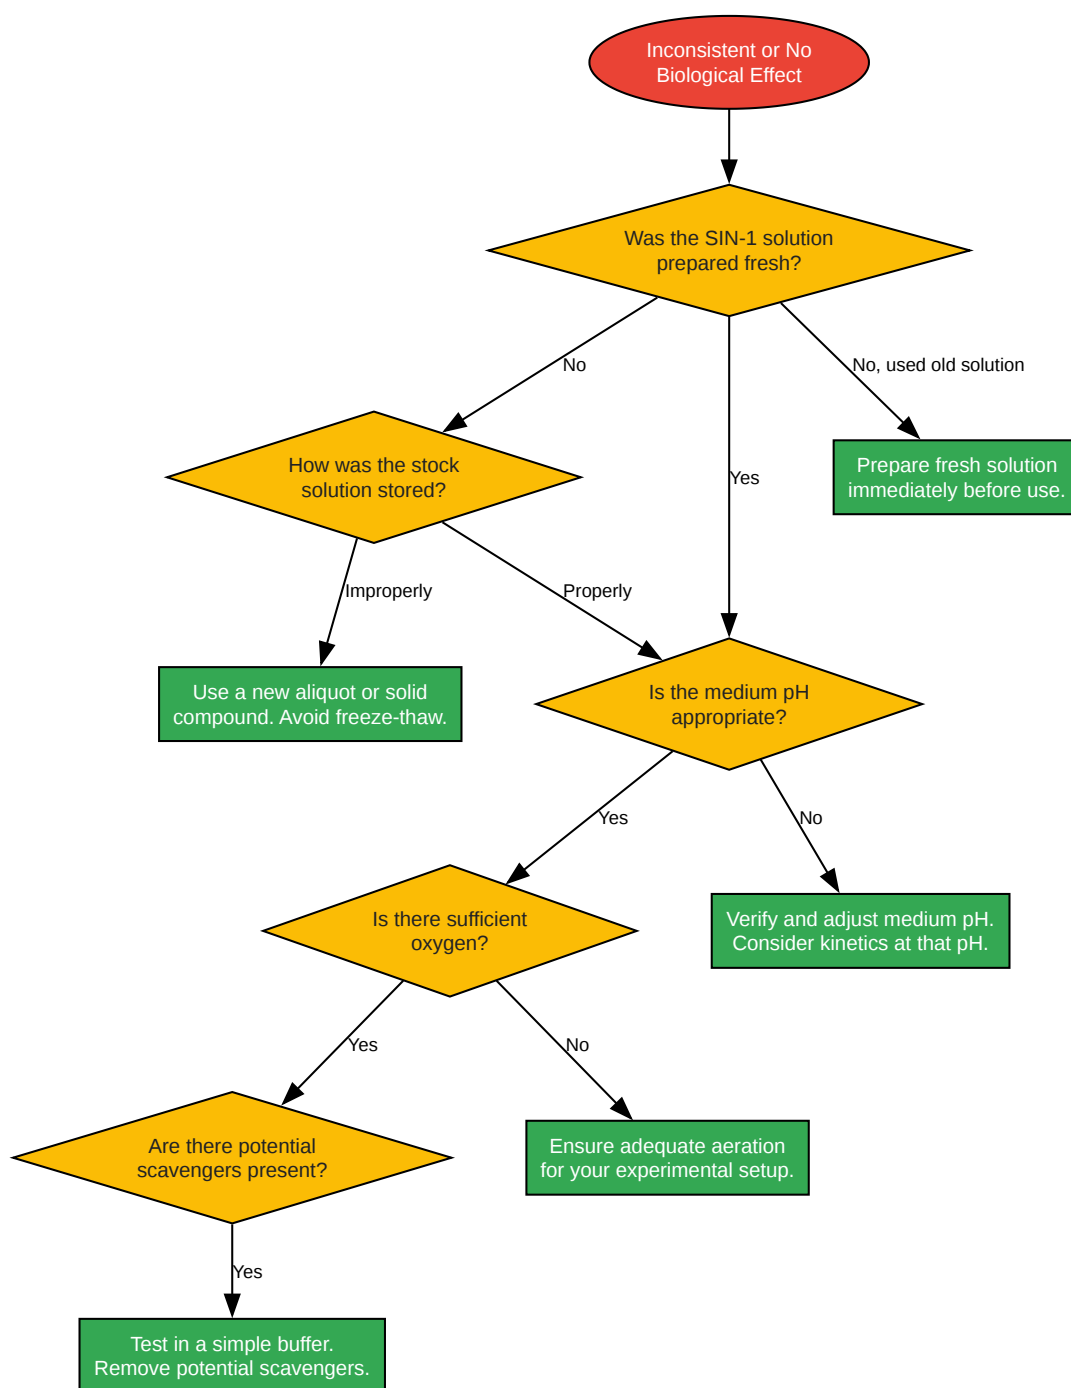 Inconsistent or No
Biological Effect
Was the SIN-1 solution
prepared fresh?
No
No, used old solution
How was the stock
solution stored?
Yes
Prepare fresh solution
immediately before use.
Improperly
Properly
Use a new aliquot or solid
compound. Avoid freeze-thaw.
Is the medium pH
appropriate?
Yes
No
Is there sufficient
oxygen?
Verify and adjust medium pH.
Consider kinetics at that pH.
Yes
No
Are there potential
scavengers present?
Ensure adequate aeration
for your experimental setup.
Yes
Test in a simple buffer.
Remove potential scavengers.